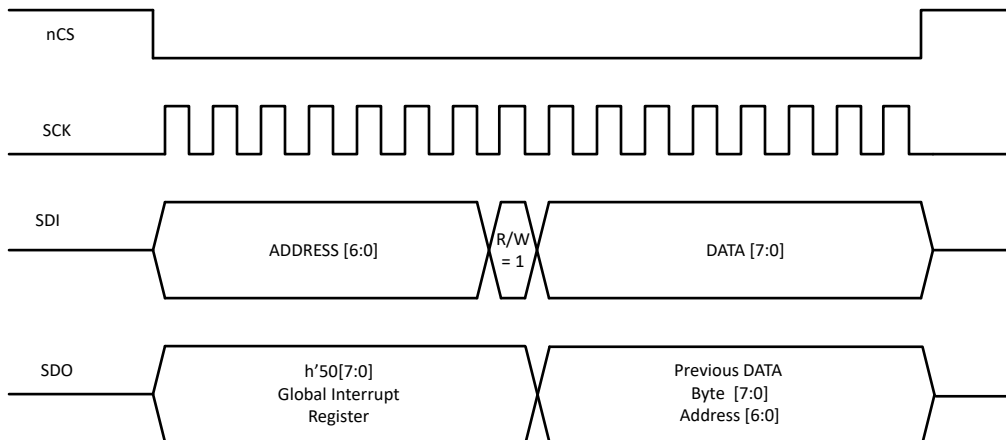 nCS
SCK
SDI
ADDRESS [6:0]
R/W
= 1
DATA [7:0]
SDO
h’50[7:0]
Global Interrupt
Register
Previous DATA
Byte [7:0]
Address [6:0]